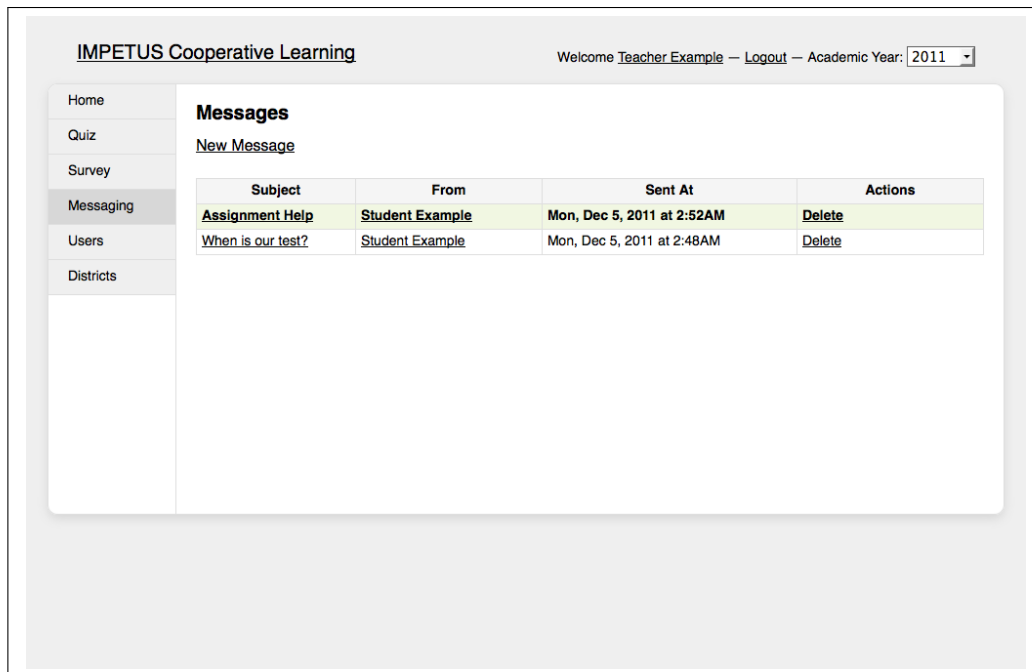 IMPETUS Cooperative Learning
Welcome Teacher Example — Logout — Academic Year: 2011
Home
Quiz
Survey
Messaging
Users
Districts
Messages
New Message
Subject From Sent At Actions
Assignment Help Student Example Mon, Dec 5, 2011 at 2:52AM Delete
When is our test? Student Example Mon, Dec 5, 2011 at 2:48AM Delete